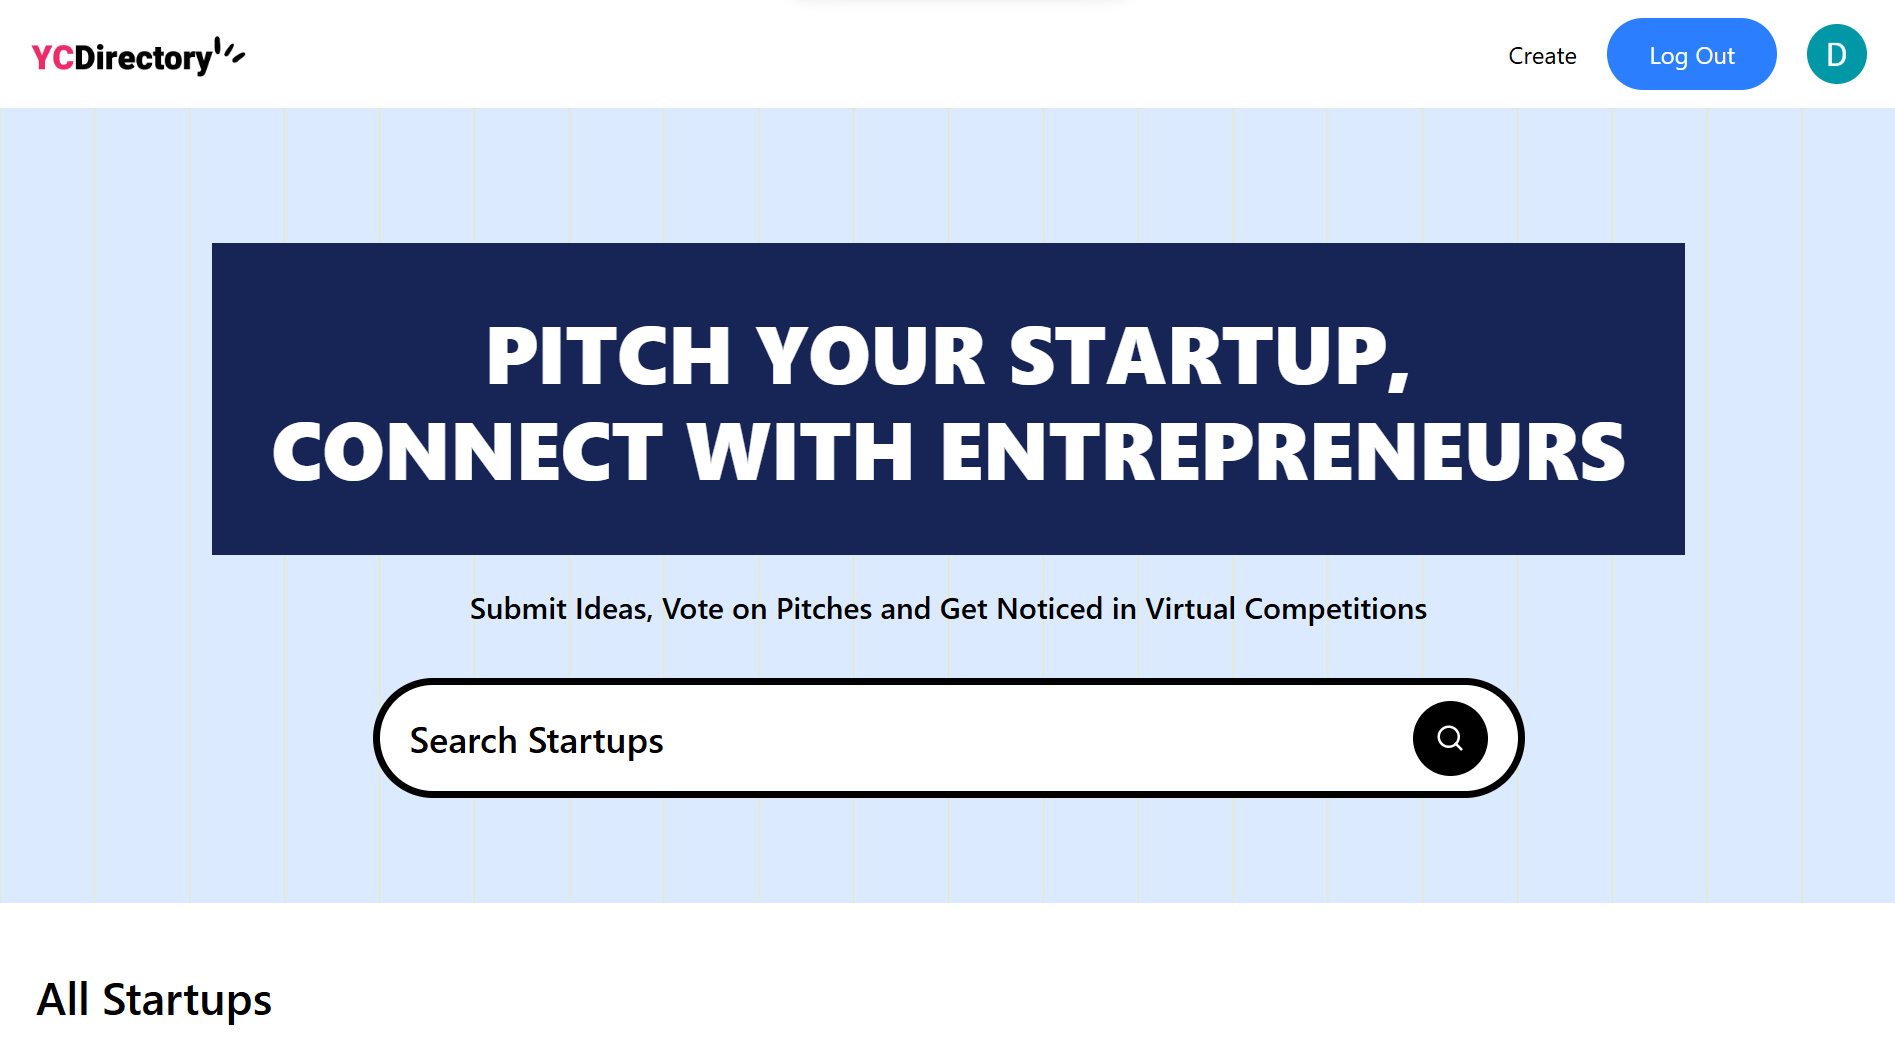 YCDirectory
Create
Log Out
D
PITCH YOUR STARTUP,
CONNECT WITH ENTREPRENEURS
Submit Ideas, Vote on Pitches and Get Noticed in Virtual Competitions
Search Startups
All Startups